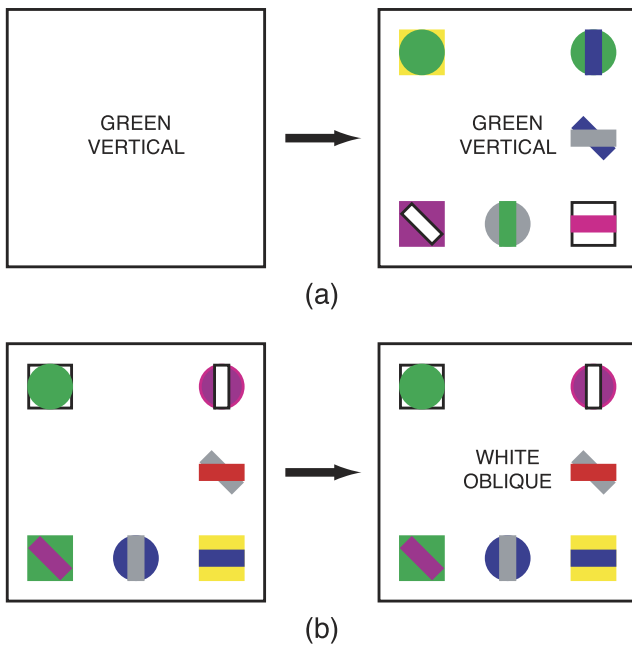 GREEN
VERTICAL
GREEN
VERTICAL
(a)
WHITE
OBLIQUE
(b)